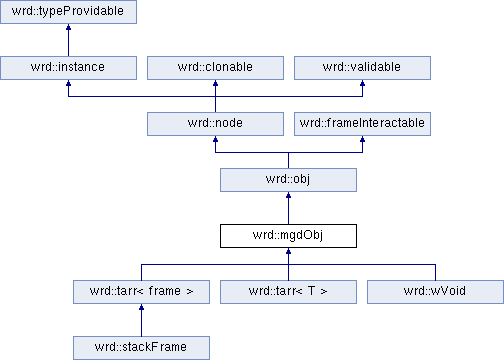 wrd::typeProvidable
wrd::instance
wrd::clonable
wrd::validable
wrd::node
wrd::frameInteractable
wrd::obj
wrd::mgdObj
wrd::tarr< frame >
wrd::tarr< T >
wrd::wVoid
wrd::stackFrame